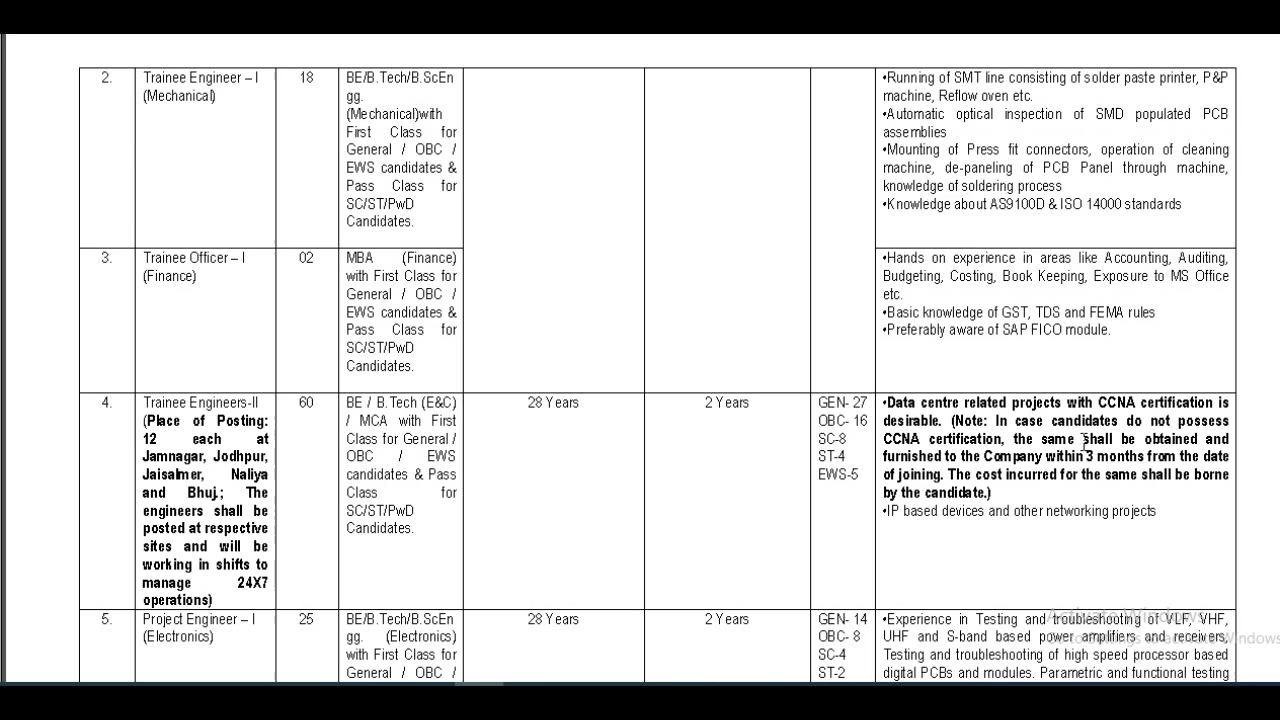 2.
Trainee Engineer – I
(Mechanical)
18
BE/B.Tech/B.ScEn
gg.
(Mechanical)with
First Class for
General / OBC /
EWS candidates &
Pass Class for
SC/ST/PwD
Candidates.
•Running of SMT line consisting of solder paste printer, P&P
machine, Reflow oven etc.
•Automatic optical inspection of SMD populated PCB
assemblies
•Mounting of Press fit connectors, operation of cleaning
machine, de-paneling of PCB Panel through machine,
knowledge of soldering process
•Knowledge about AS9100D & ISO 14000 standards
3.
Trainee Officer – I
(Finance)
02
MBA (Finance)
with First Class for
General / OBC /
EWS candidates &
Pass Class for
SC/ST/PwD
Candidates.
•Hands on experience in areas like Accounting, Auditing,
Budgeting, Costing, Book Keeping, Exposure to MS Office
etc.
•Basic knowledge of GST, TDS and FEMA rules
•Preferably aware of SAP FICO module.
4.
Trainee Engineers-II
(Place of Posting:
12 each at
Jamnagar, Jodhpur,
Jaisalmer, Naliya
and Bhuj.; The
engineers shall be
posted at respective
sites and will be
working in shifts to
manage 24X7
operations)
60
BE / B.Tech (E&C)
/ MCA with First
Class for General /
OBC / EWS
candidates & Pass
Class for
SC/ST/PwD
Candidates.
28 Years
2 Years
GEN- 27
OBC- 16
SC-8
ST-4
EWS-5
•Data centre related projects with CCNA certification is
desirable. (Note: In case candidates do not possess
CCNA certification, the same shall be obtained and
furnished to the Company within 3 months from the date
of joining. The cost incurred for the same shall be borne
by the candidate.)
•IP based devices and other networking projects
5.
Project Engineer – I
(Electronics)
25
BE/B.Tech/B.ScEn
gg. (Electronics)
with First Class for
General / OBC /
28 Years
2 Years
GEN- 14
OBC- 8
SC-4
ST-2
•Experience in Testing and troubleshooting of VLF, VHF,
UHF and S-band based power amplifiers and receivers,
Testing and troubleshooting of high speed processor based
digital PCBs and modules. Parametric and functional testing
Activate Windows
to activate Windows